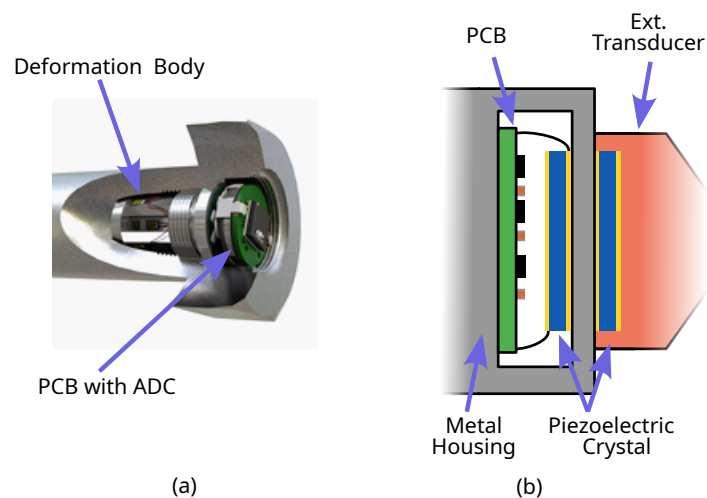 Ext.
Transducer
PCB
Deformation Body
PCB with ADC
Metal
Housing
Piezoelectric
Crystal
(a)
(b)